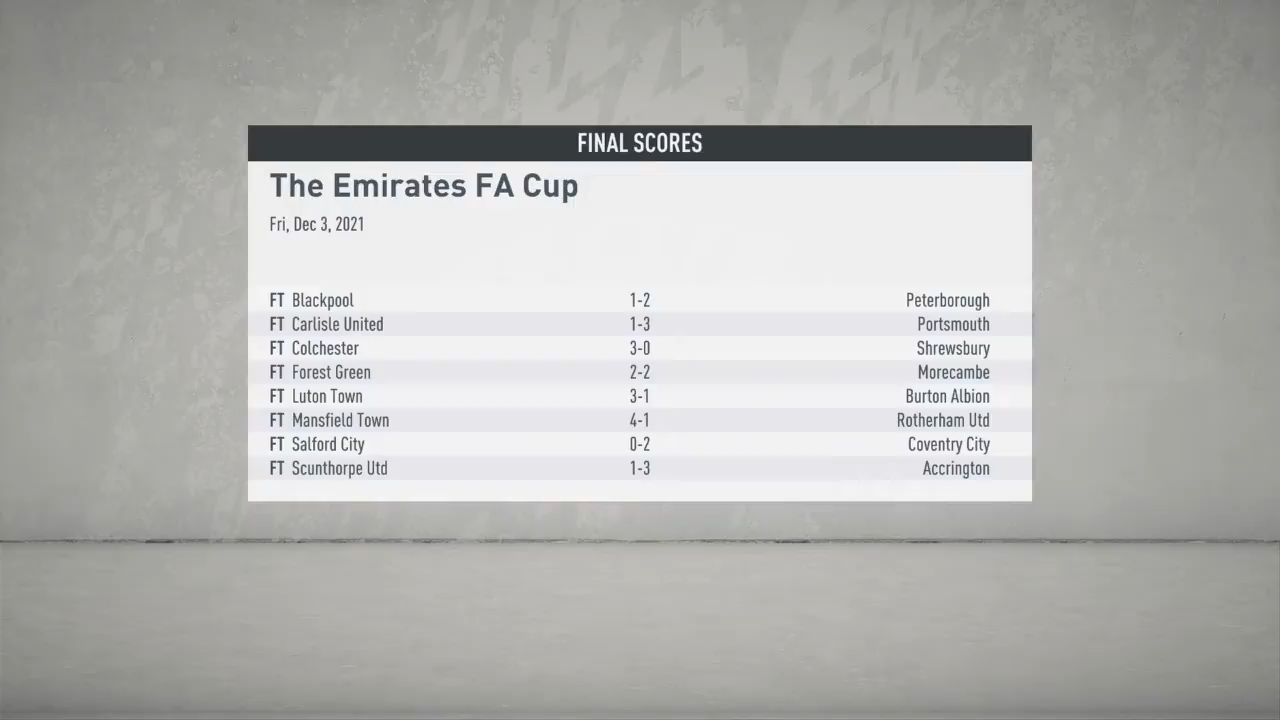 FINAL SCORES
The Emirates FA Cup
Fri, Dec 3, 2021
FT Blackpool 1-2 Peterborough
FT Carlisle United 1-3 Portsmouth
FT Colchester 3-0 Shrewsbury
FT Forest Green 2-2 Morecambe
FT Luton Town 3-1 Burton Albion
FT Mansfield Town 4-1 Rotherham Utd
FT Salford City 0-2 Coventry City
FT Scunthorpe Utd 1-3 Accrington